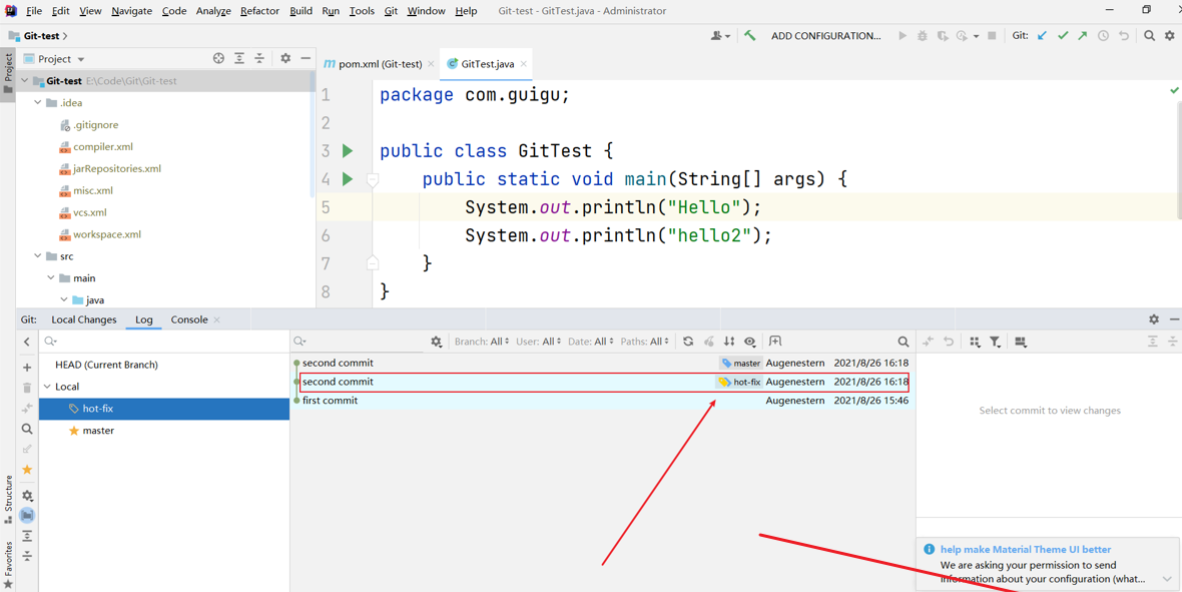 File Edit View Navigate Code Analyze Refactor Build Run Tools Git Window Help Git-test - GitTest.java - Administrator
Git-test
ADD CONFIGURATION... Git:
Project
Project
pom.xml (Git-test) GitTest.java
Git-test E:\Code\Git\Git-test
.idea
.gitignore
compiler.xml
jarRepositories.xml
misc.xml
vcs.xml
workspace.xml
src
main
java
1 package com.guigu;
2
3 public class GitTest {
4 public static void main(String[] args) {
5 System.out.println("Hello");
6 System.out.println("hello2");
7 }
8 }
Git: Local Changes Log Console
HEAD (Current Branch)
Local
hot-fix
master
Branch: All User: All Date: All Paths: All
second commit master Augenestern 2021/8/26 16:18
second commit hot-fix Augenestern 2021/8/26 16:18
first commit Augenestern 2021/8/26 15:46
Select commit to view changes
Structure
Favorites
help make Material Theme UI better
We are asking your permission to send
information about your configuration (what...